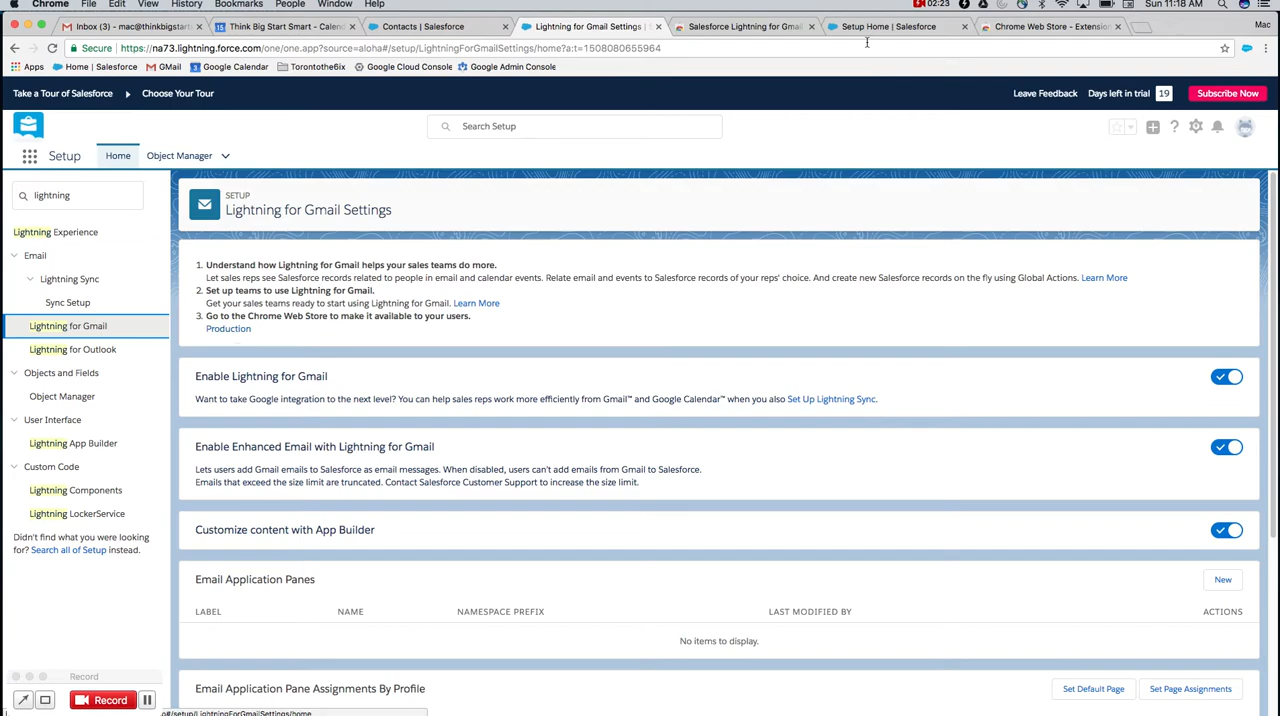 Chrome File Edit View History Bookmarks People Window Help 02:23 Sun 11:18 AM
Inbox (3) - mac@thinkbigstar Think Big Start Smart - Calend Contacts | Salesforce Lightning for Gmail Settings | Salesforce Lightning for Gmail Setup Home | Salesforce Chrome Web Store - Extension Mac
Secure https://na73.lightning.force.com/one/one.app?source=aloha#/setup/LightningForGmailSettings/home?a:t=1508080655964
Apps Home | Salesforce GMail Google Calendar Torontothe6ix Google Cloud Console Google Admin Console
Take a Tour of Salesforce Choose Your Tour Leave Feedback Days left in trial 19 Subscribe Now
Search Setup
Setup Home Object Manager
lightning
Lightning Experience
Email
Lightning Sync
Sync Setup
Lightning for Gmail
Lightning for Outlook
Objects and Fields
Object Manager
User Interface
Lightning App Builder
Custom Code
Lightning Components
Lightning LockerService
Didn't find what you were looking
for? Search all of Setup instead.
SETUP
Lightning for Gmail Settings
1. Understand how Lightning for Gmail helps your sales teams do more.
Let sales reps see Salesforce records related to people in email and calendar events. Relate email and events to Salesforce records of your reps' choice. And create new Salesforce records on the fly using Global Actions. Learn More
2. Set up teams to use Lightning for Gmail.
Get your sales teams ready to start using Lightning for Gmail. Learn More
3. Go to the Chrome Web Store to make it available to your users.
Production
Enable Lightning for Gmail
Want to take Google integration to the next level? You can help sales reps work more efficiently from Gmail™ and Google Calendar™ when you also Set Up Lightning Sync.
Enable Enhanced Email with Lightning for Gmail
Lets users add Gmail emails to Salesforce as email messages. When disabled, users can't add emails from Gmail to Salesforce.
Emails that exceed the size limit are truncated. Contact Salesforce Customer Support to increase the size limit.
Customize content with App Builder
Email Application Panes New
LABEL NAME NAMESPACE PREFIX LAST MODIFIED BY ACTIONS
No items to display.
Email Application Pane Assignments By Profile Set Default Page Set Page Assignments
Record
Record
o#/setup/LightningForGmailSettings/home